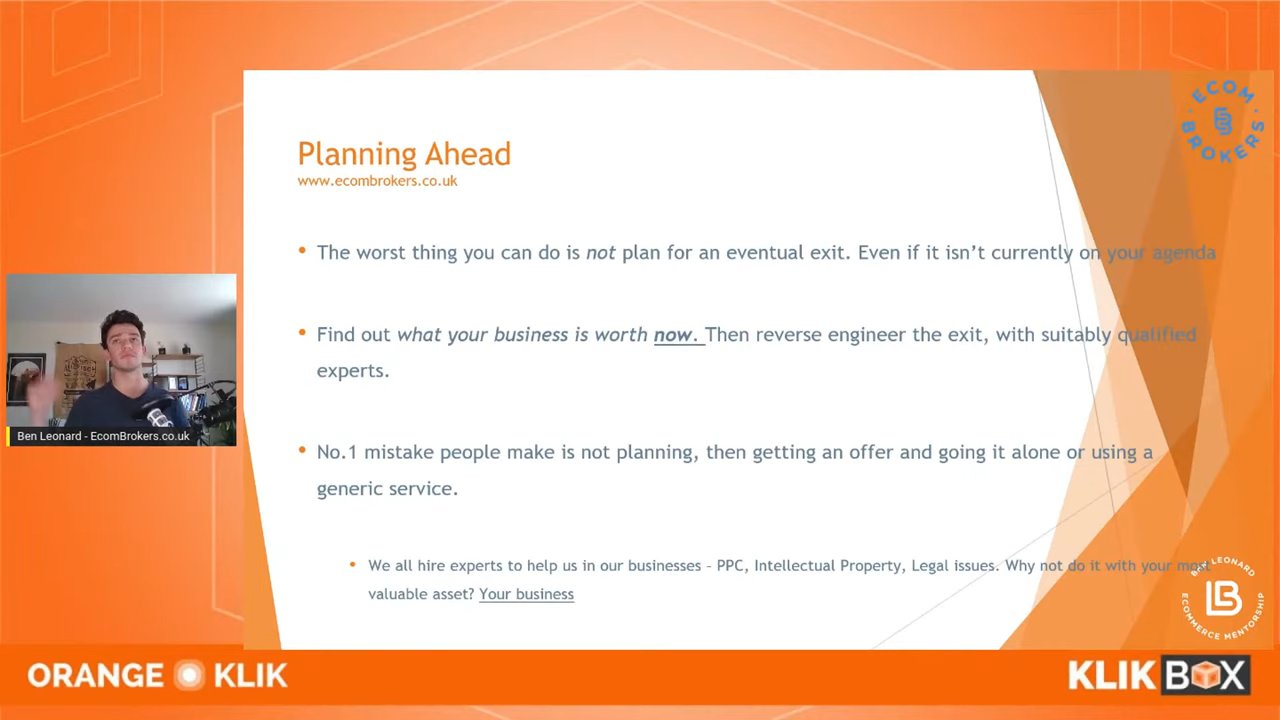 Planning Ahead
www.ecombrokers.co.uk
• The worst thing you can do is not plan for an eventual exit. Even if it isn’t currently on your agenda
• Find out what your business is worth now. Then reverse engineer the exit, with suitably qualified
experts.
• No.1 mistake people make is not planning, then getting an offer and going it alone or using a
generic service.
• We all hire experts to help us in our businesses – PPC, Intellectual Property, Legal issues. Why not do it with your most
valuable asset? Your business
ECOM BROKERS
Ben Leonard - EcomBrokers.co.uk
BEN LEONARD
LB
ECOMMERCE MENTORSHIP
ORANGE KLIK
KLIKBOX